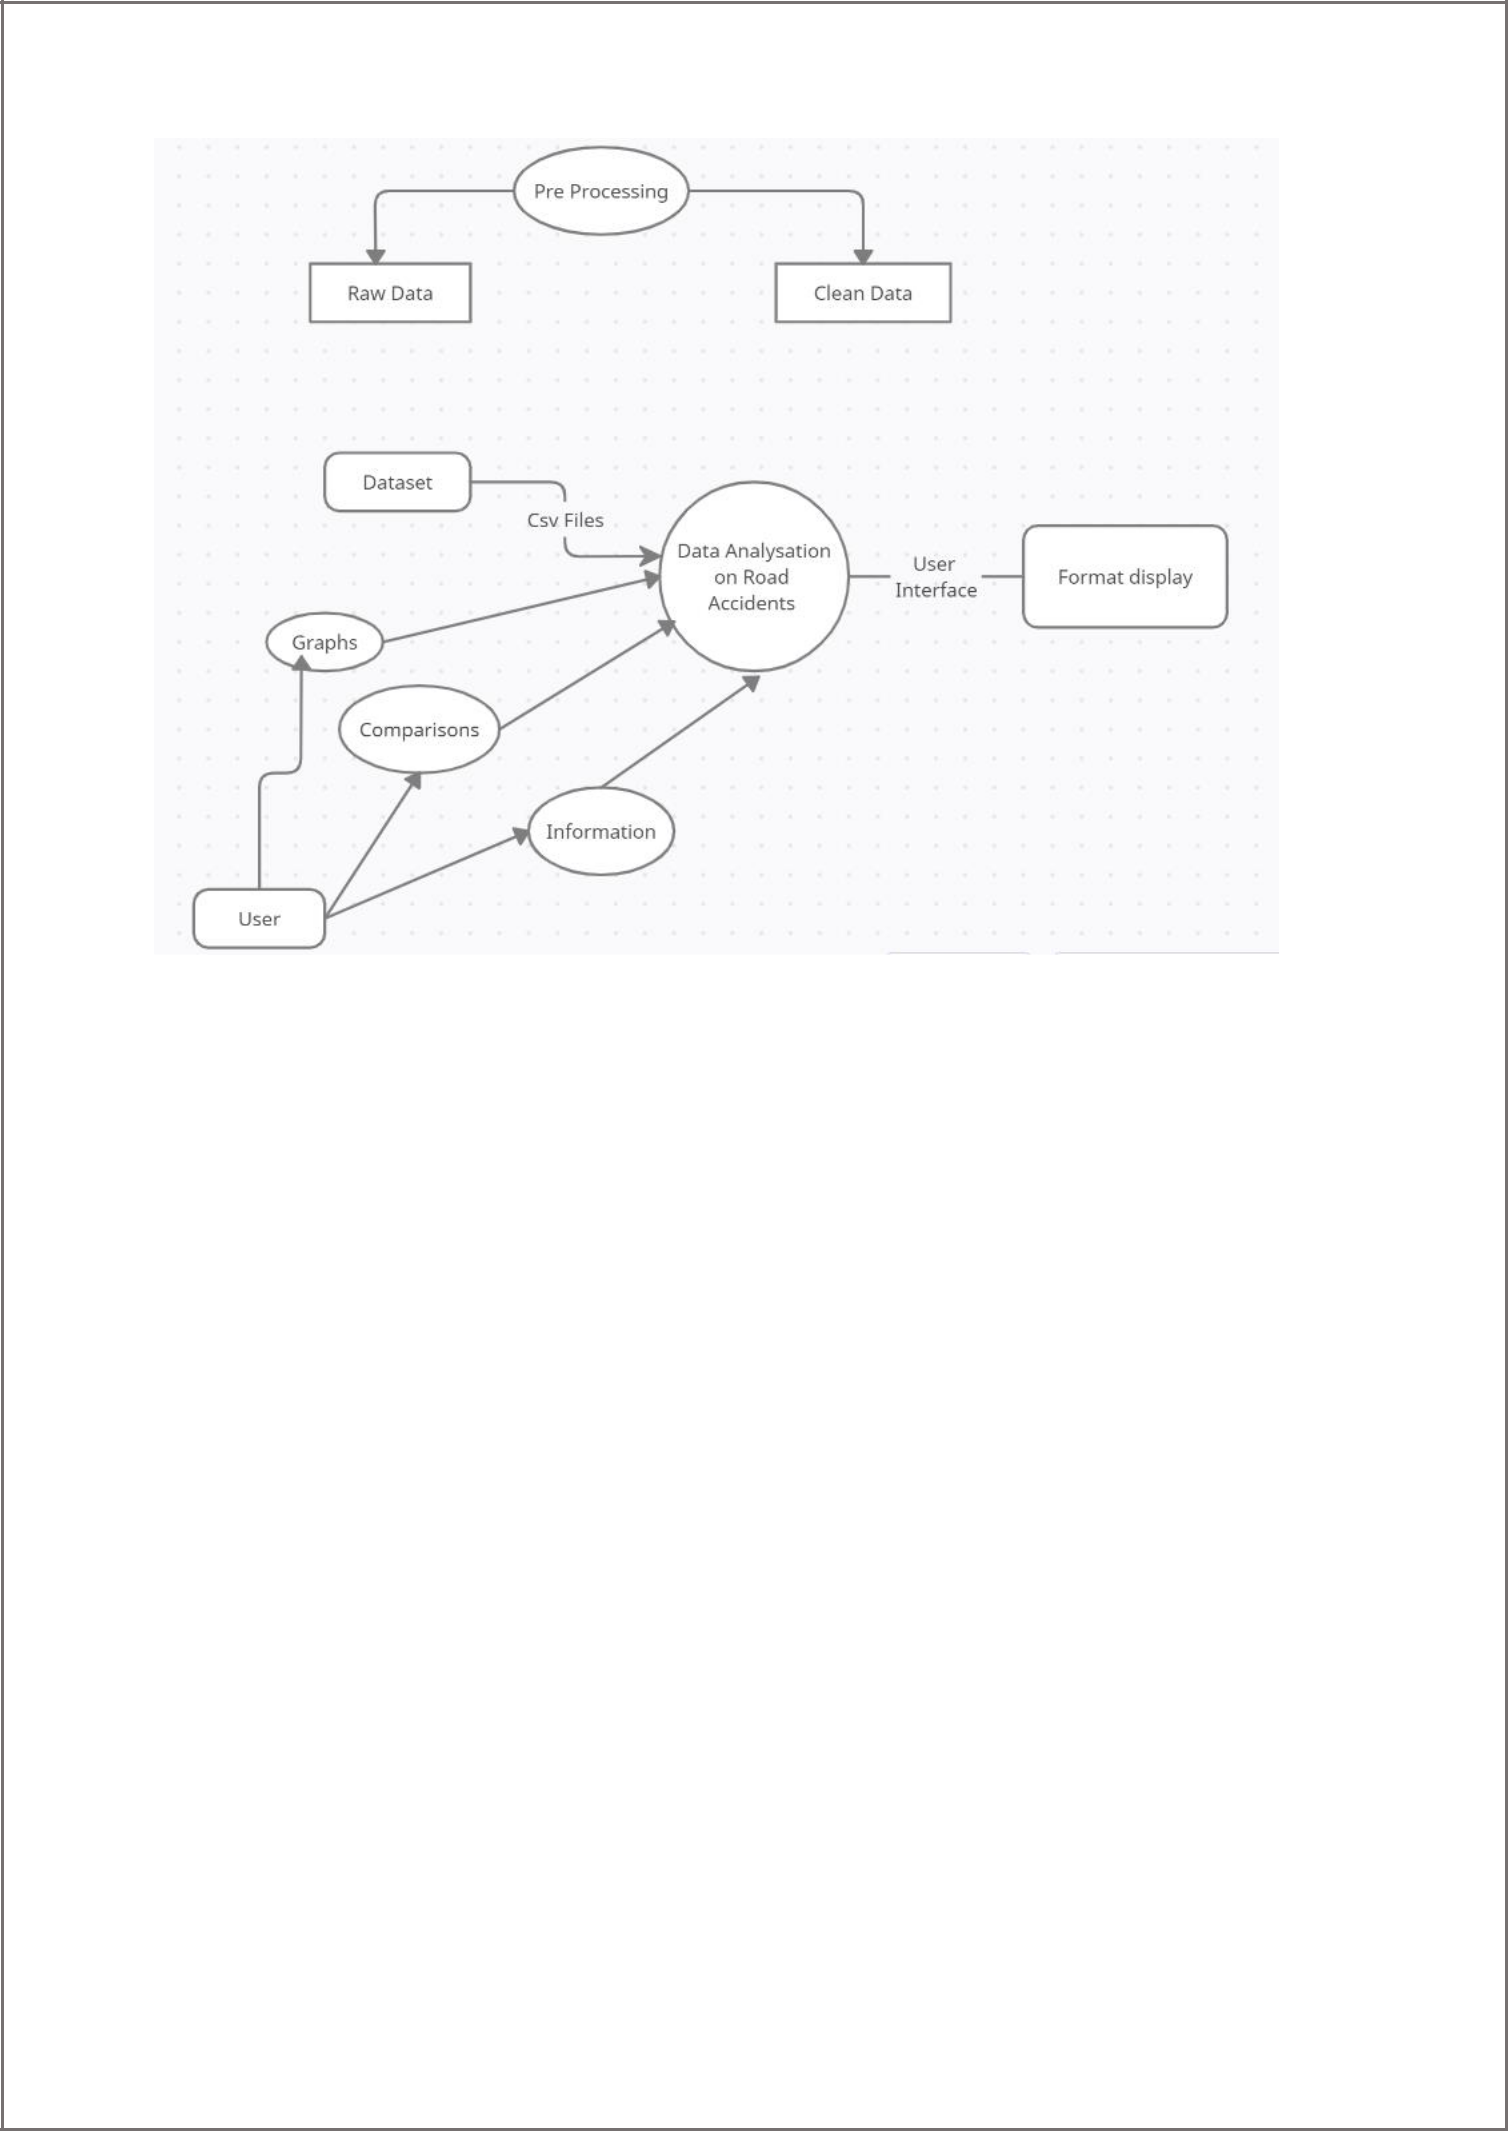 Pre Processing
Raw Data
Clean Data
Dataset
Csv Files
Data Analysation
on Road
Accidents
User
Interface
Format display
Graphs
Comparisons
Information
User